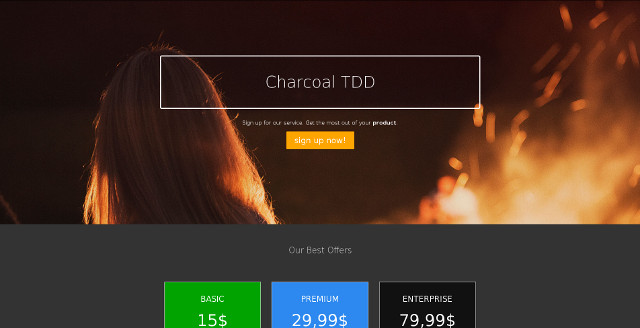 Charcoal TDD
Sign up for our service. Get the most out of your product.
sign up now!
Our Best Offers
BASIC PREMIUM ENTERPRISE
15$ 29,99$ 79,99$